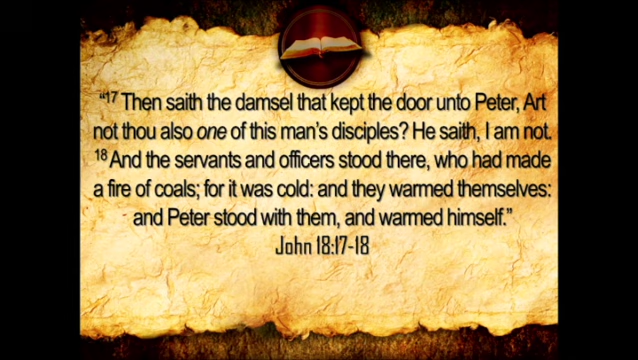 “17 Then saith the damsel that kept the door unto Peter, Art
not thou also one of this man’s disciples? He saith, I am not.
18 And the servants and officers stood there, who had made
a fire of coals; for it was cold: and they warmed themselves:
and Peter stood with them, and warmed himself.”
John 18:17-18